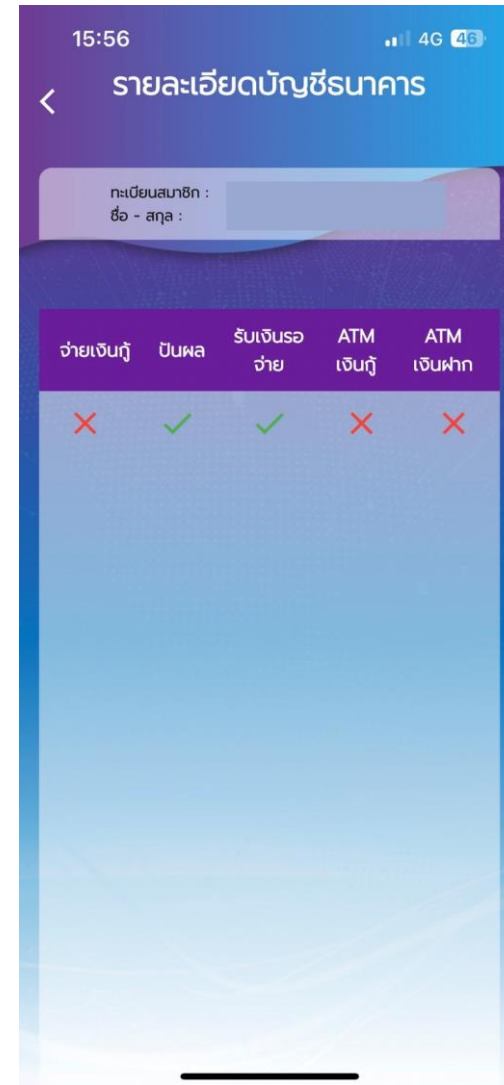 15:56 4G 46
รายละเอียดบัญชีธนาคาร
ทะเบียนสมาชิก :
ชื่อ - สกุล :
จ่ายเงินกู้ ปันผล รับเงินรอ ATM ATM
จ่าย เงินกู้ เงินฝาก